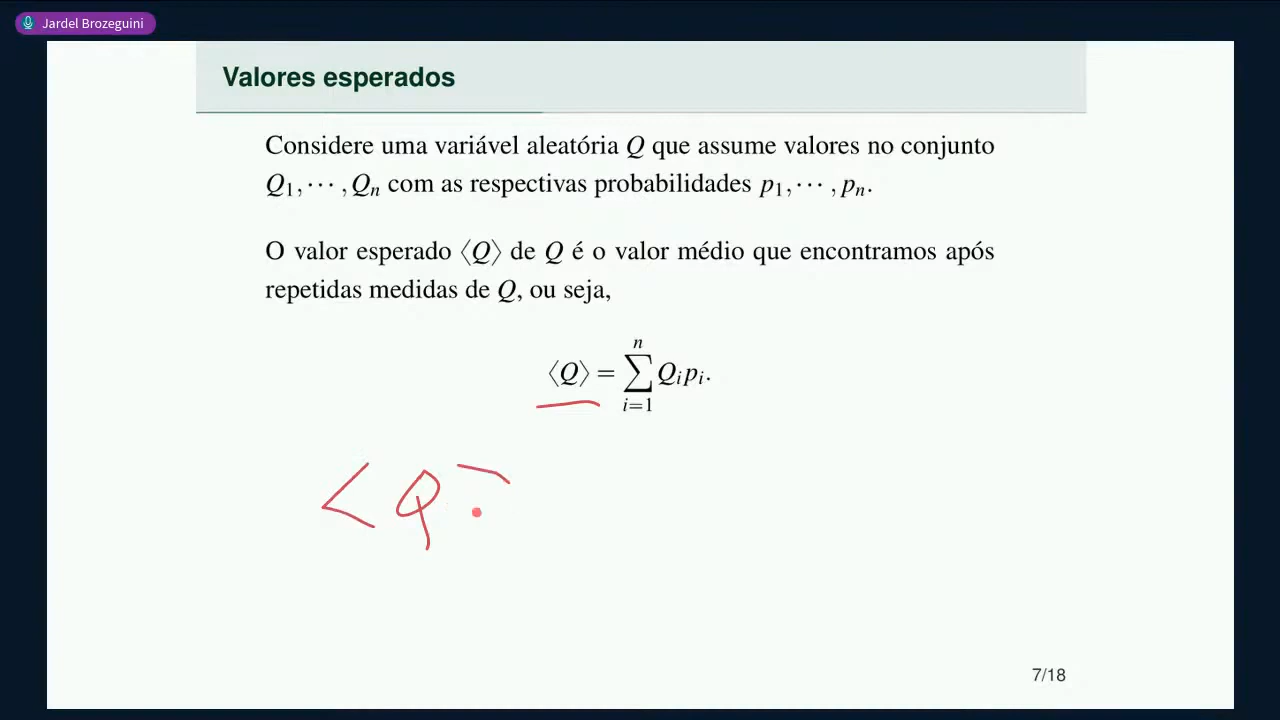 Jardel Brozeguini
Valores esperados
Considere uma variável aleatória Q que assume valores no conjunto
Q₁, ⋯ , Qₙ com as respectivas probabilidades p₁, ⋯ , pₙ.
O valor esperado ⟨Q⟩ de Q é o valor médio que encontramos após
repetidas medidas de Q, ou seja,
⟨Q⟩ = ∑ᵢ₌₁ⁿ Qᵢpᵢ.
< Q
7/18